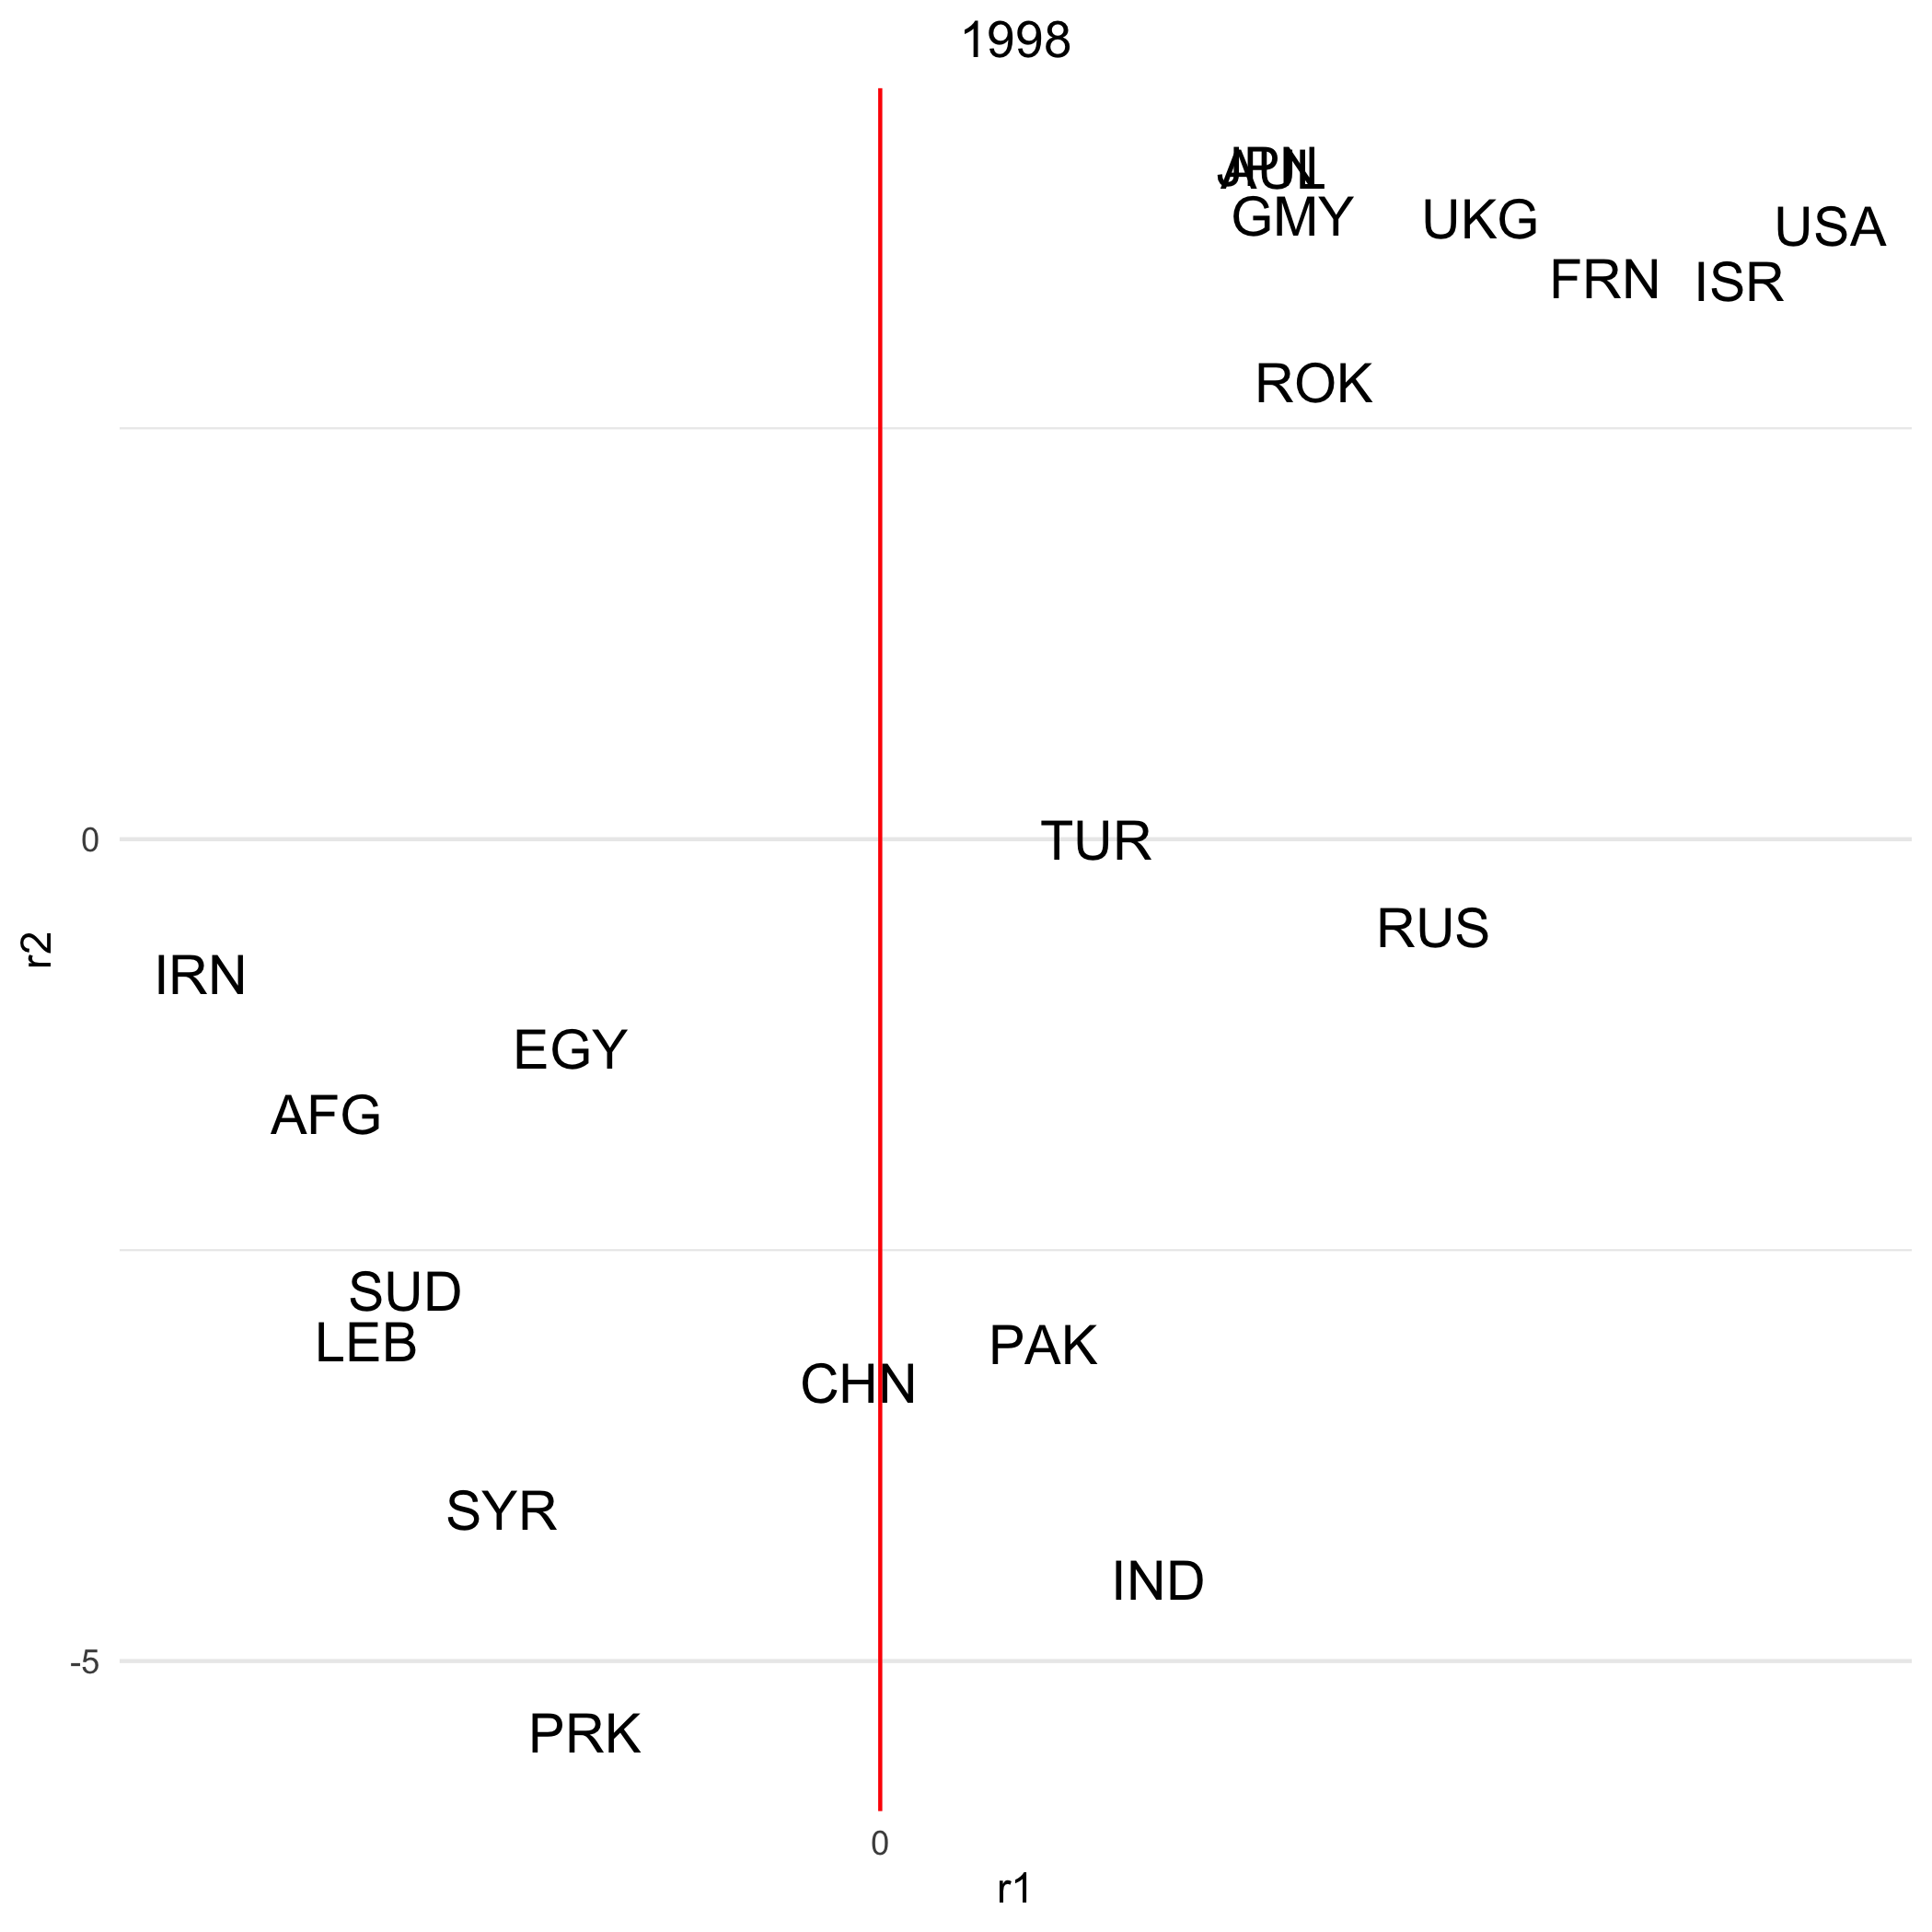 1998
JPN
AUL
GMY
UKG
USA
FRN
ISR
ROK
0
TUR
RUS
r2
IRN
EGY
AFG
SUD
LEB
PAK
CHN
SYR
IND
-5
PRK
0
r1